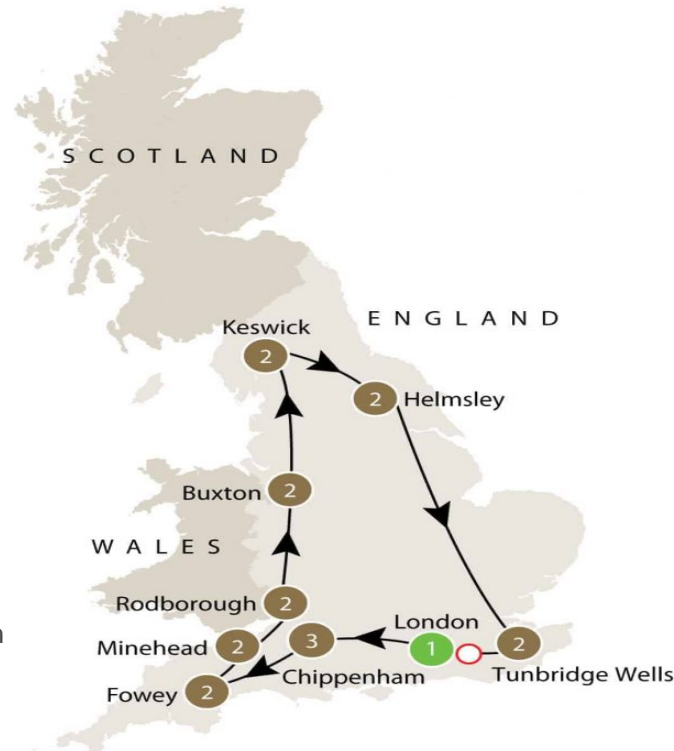 SCOTLAND
ENGLAND
Keswick
2
2
Helmsley
Buxton
2
WALES
Rodborough
2
London
1
Minehead
2
3
Chippenham
2
Tunbridge Wells
Fowey
2
n